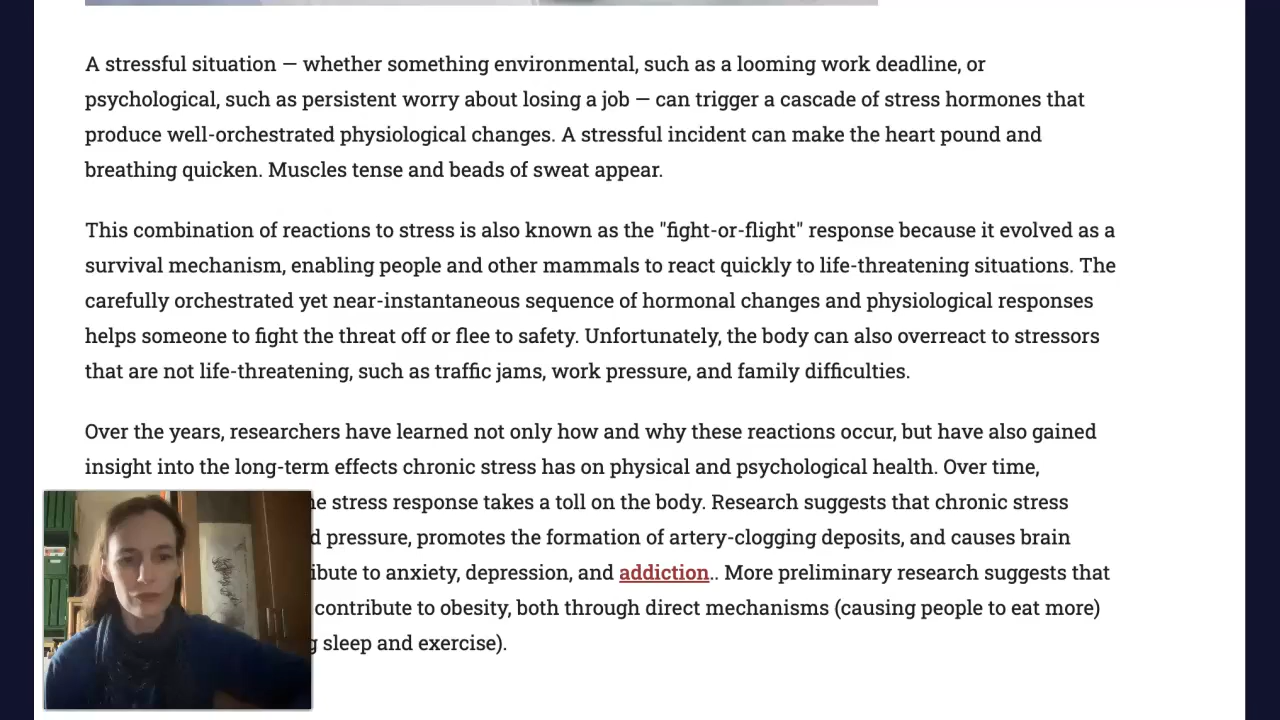 A stressful situation — whether something environmental, such as a looming work deadline, or
psychological, such as persistent worry about losing a job — can trigger a cascade of stress hormones that
produce well-orchestrated physiological changes. A stressful incident can make the heart pound and
breathing quicken. Muscles tense and beads of sweat appear.
This combination of reactions to stress is also known as the "fight-or-flight" response because it evolved as a
survival mechanism, enabling people and other mammals to react quickly to life-threatening situations. The
carefully orchestrated yet near-instantaneous sequence of hormonal changes and physiological responses
helps someone to fight the threat off or flee to safety. Unfortunately, the body can also overreact to stressors
that are not life-threatening, such as traffic jams, work pressure, and family difficulties.
Over the years, researchers have learned not only how and why these reactions occur, but have also gained
insight into the long-term effects chronic stress has on physical and psychological health. Over time,
stress response takes a toll on the body. Research suggests that chronic stress
pressure, promotes the formation of artery-clogging deposits, and causes brain
to anxiety, depression, and addiction.. More preliminary research suggests that
contribute to obesity, both through direct mechanisms (causing people to eat more)
sleep and exercise).